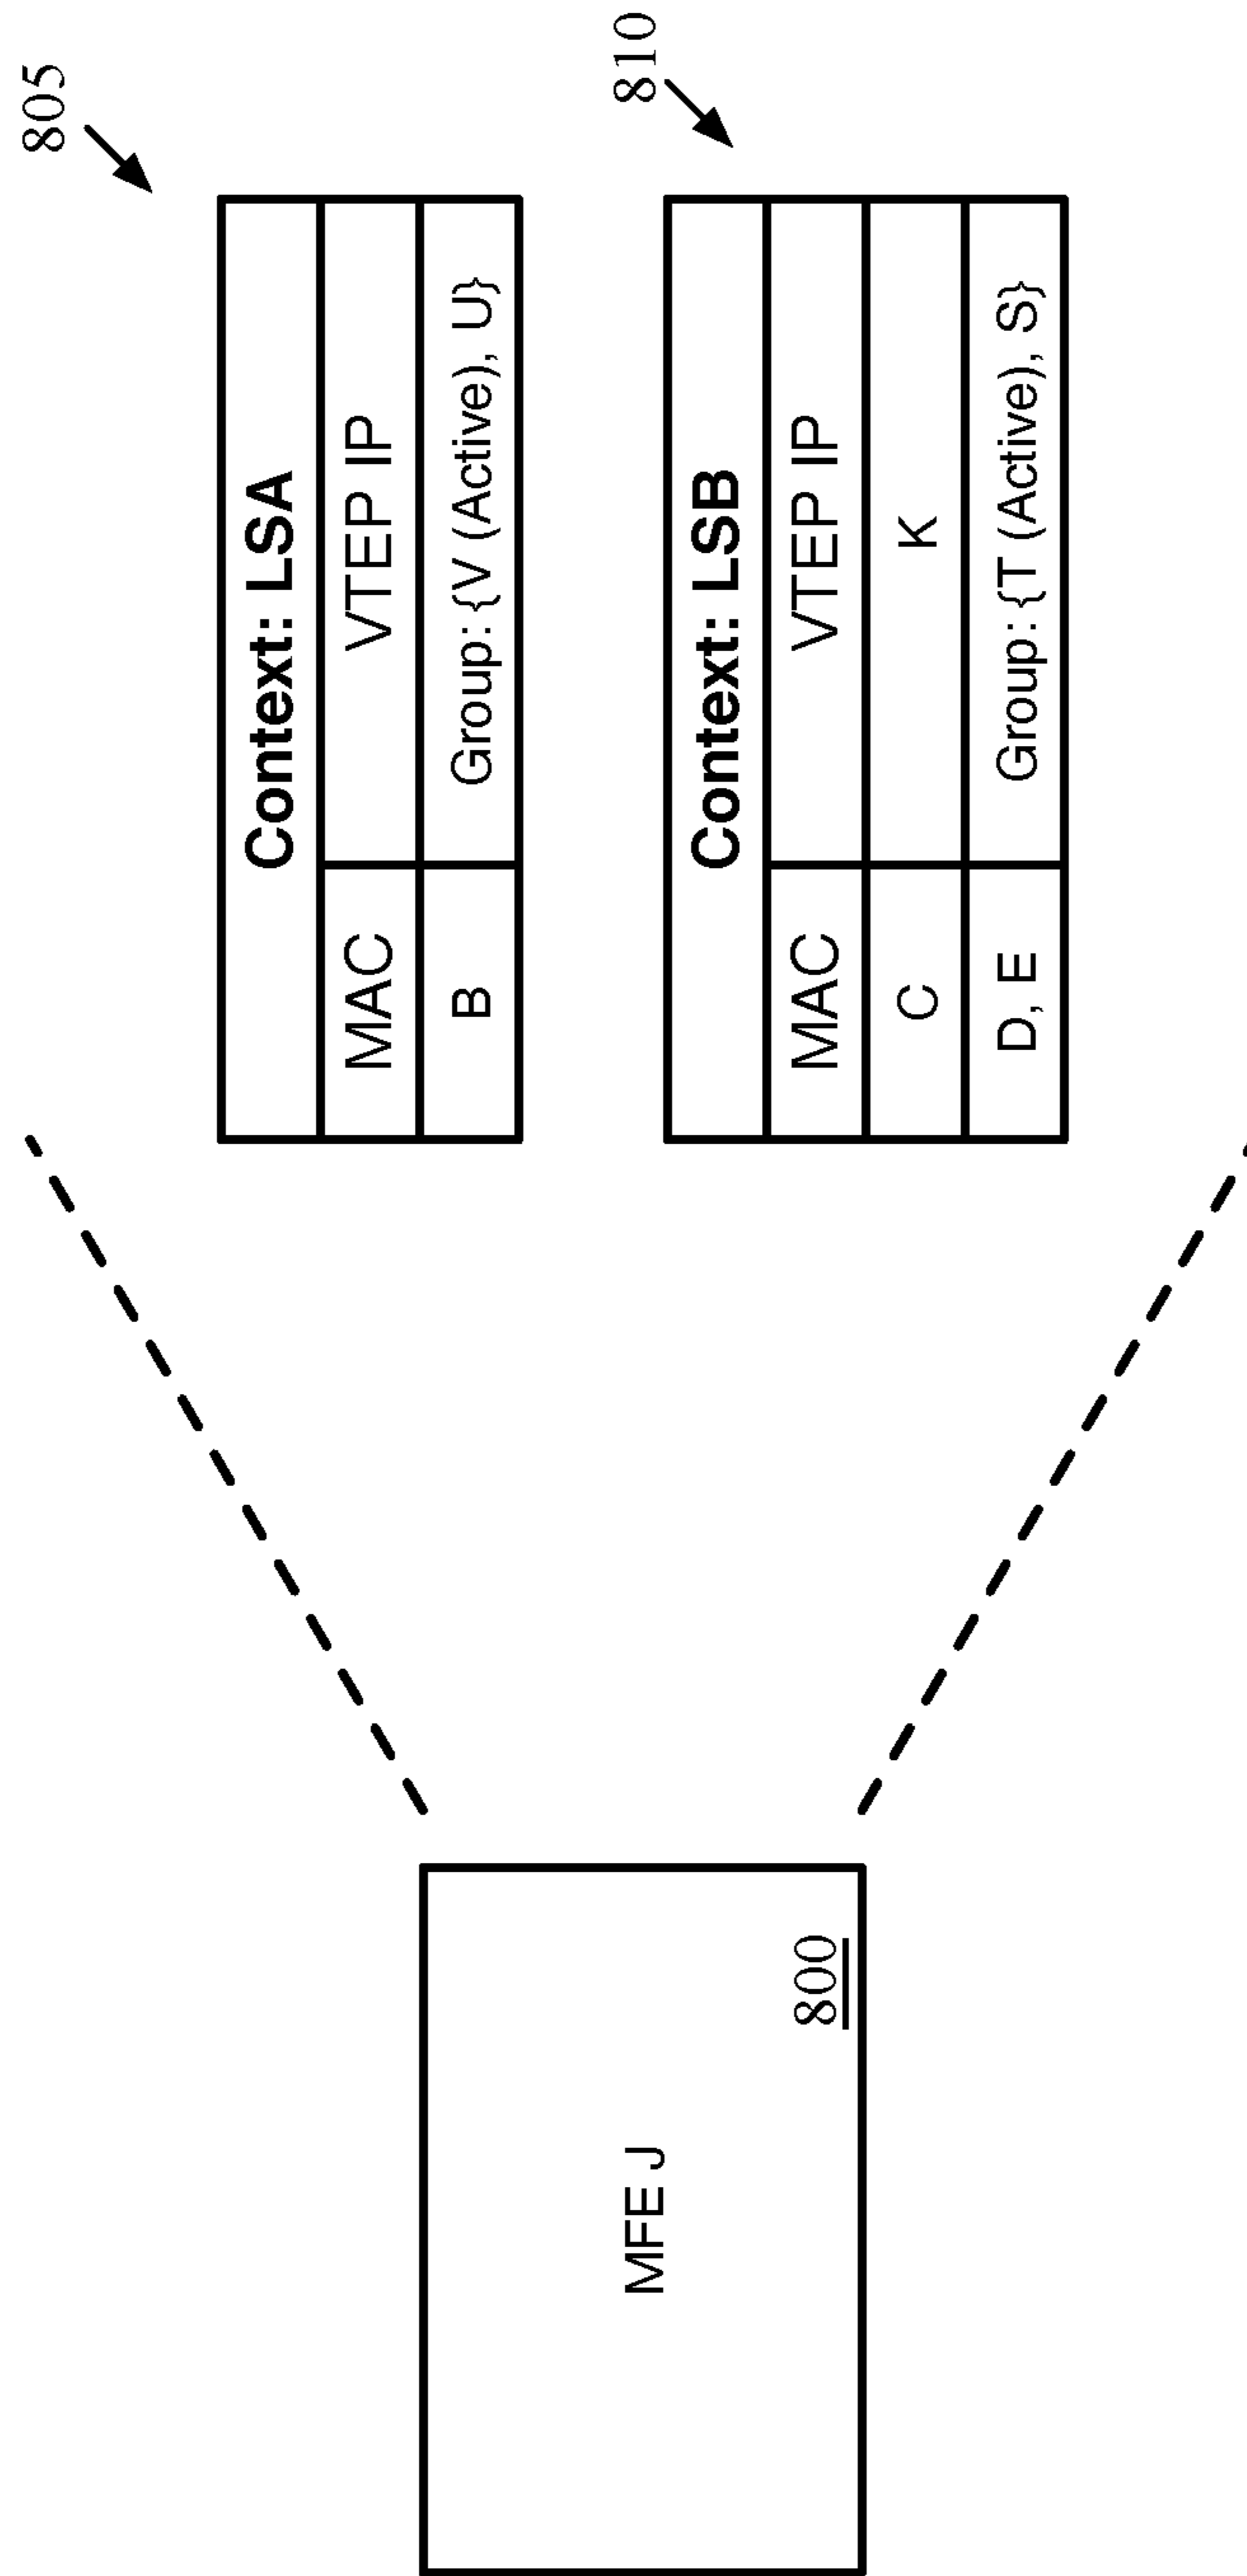 MFE J
800
805
Context: LSA
MAC VTEP IP
B Group: {V (Active), U}
810
Context: LSB
MAC VTEP IP
C K
D, E Group: {T (Active), S}